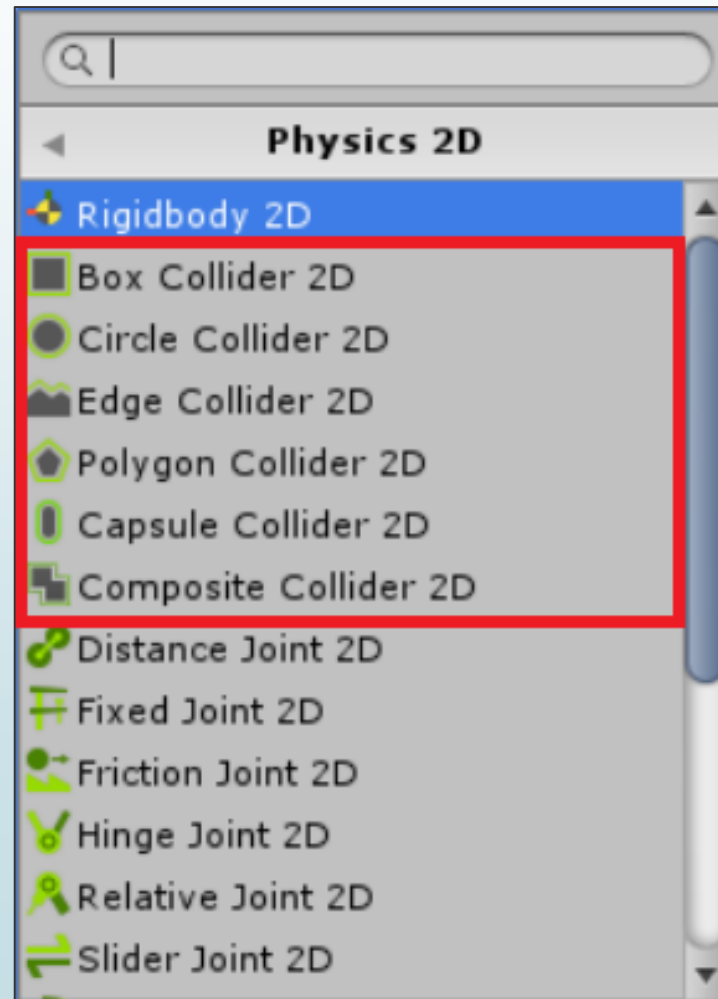 Physics 2D
Rigidbody 2D
Box Collider 2D
Circle Collider 2D
Edge Collider 2D
Polygon Collider 2D
Capsule Collider 2D
Composite Collider 2D
Distance Joint 2D
Fixed Joint 2D
Friction Joint 2D
Hinge Joint 2D
Relative Joint 2D
Slider Joint 2D